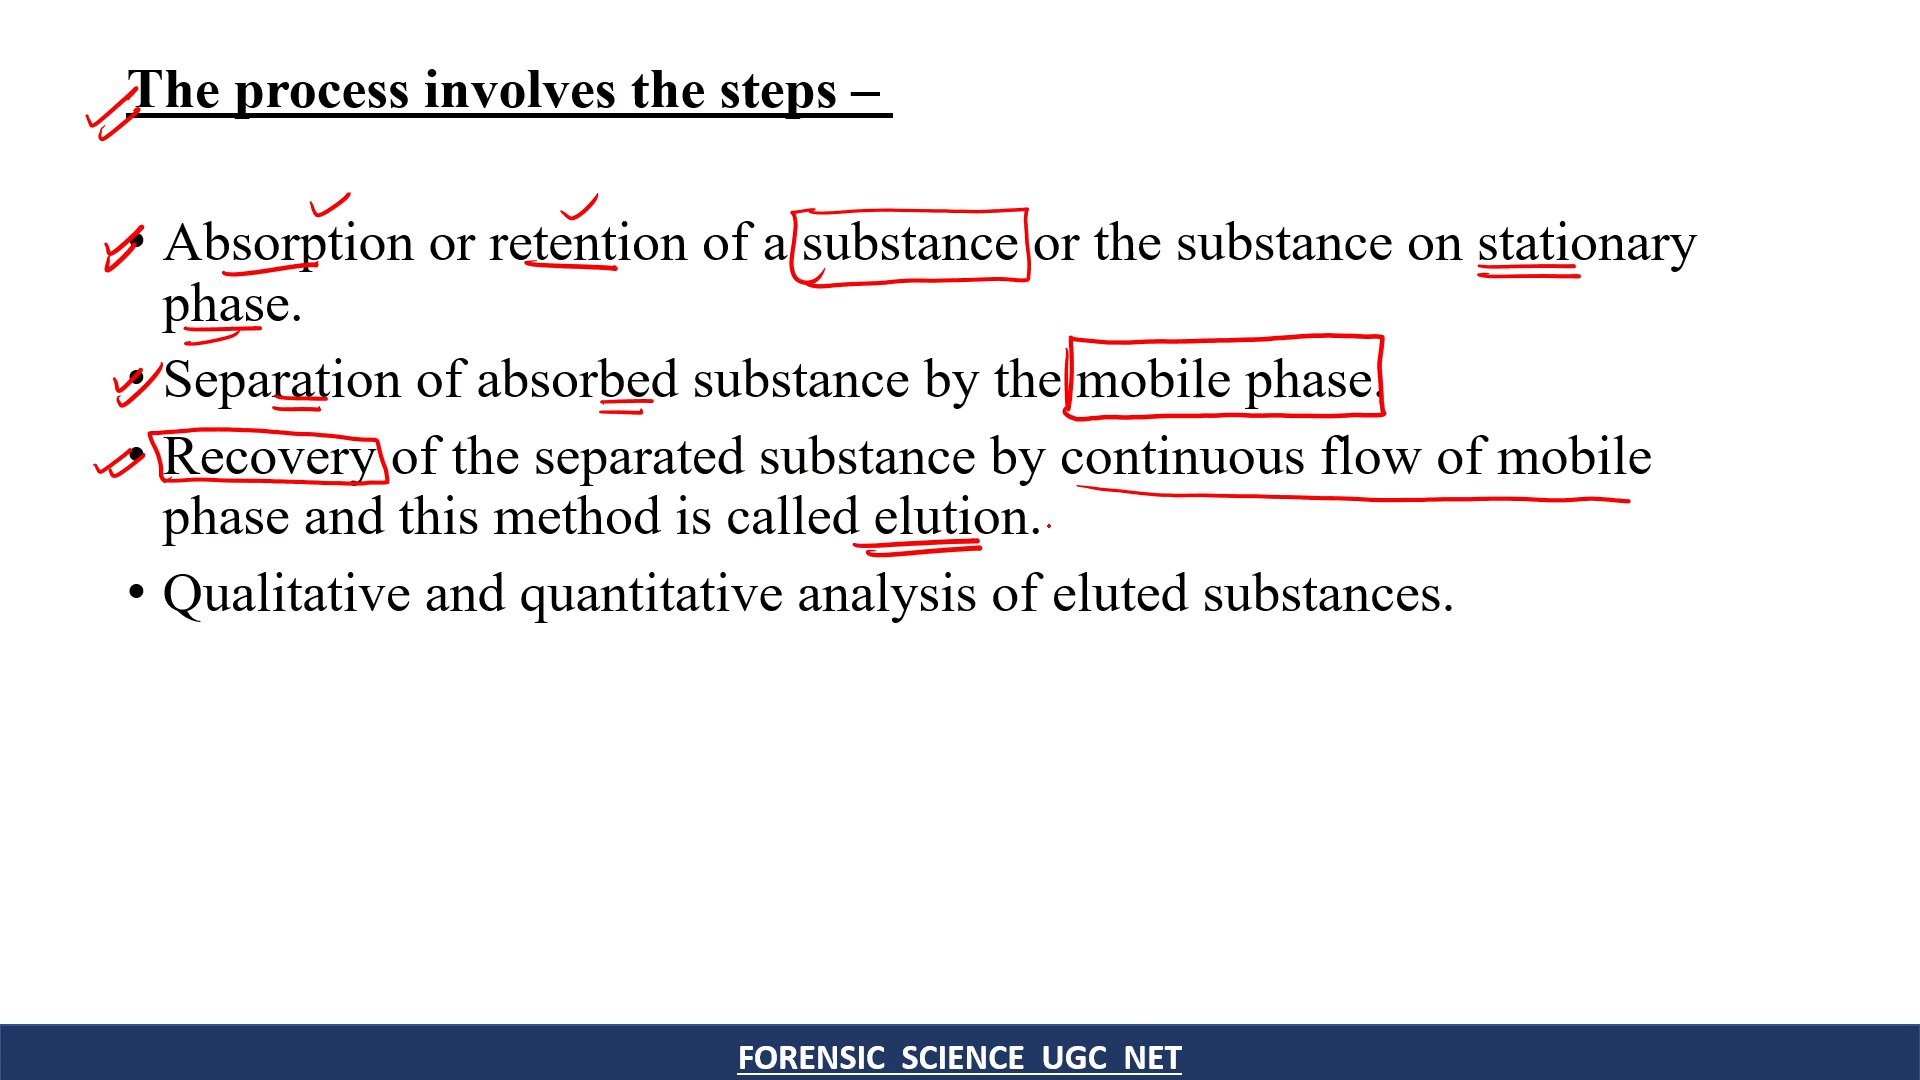 The process involves the steps –
• Absorption or retention of a substance or the substance on stationary
phase.
• Separation of absorbed substance by the mobile phase.
• Recovery of the separated substance by continuous flow of mobile
phase and this method is called elution.
• Qualitative and quantitative analysis of eluted substances.
FORENSIC SCIENCE UGC NET